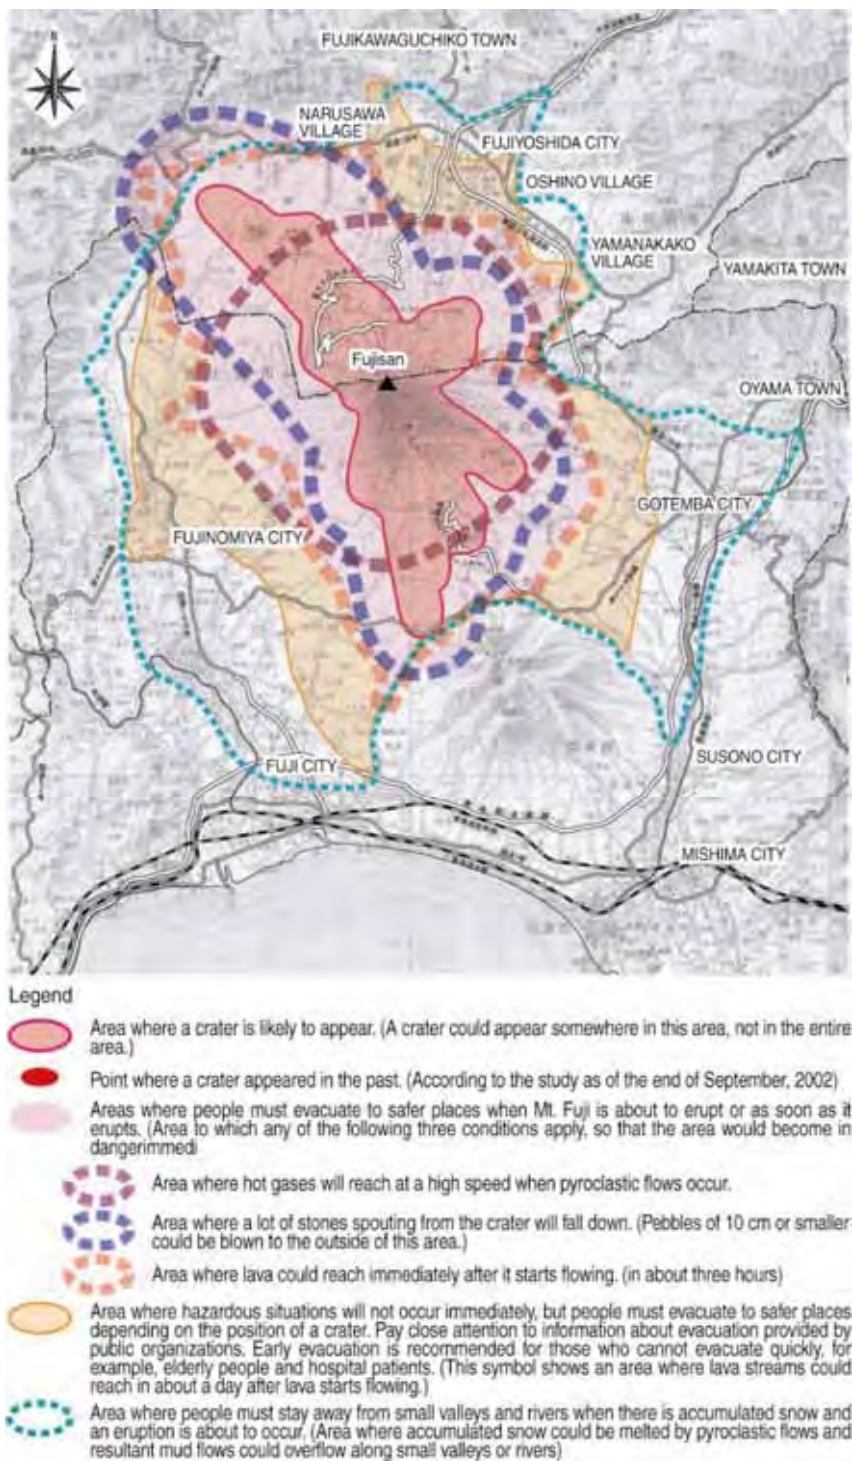 N
FUJIKAWAGUCHIKO TOWN
NARUSAWA
VILLAGE
FUJIYOSHIDA CITY
OSHINO VILLAGE
YAMANAKAKO
VILLAGE
YAMAKITA TOWN
Fujisan
OYAMA TOWN
GOTEMBA CITY
FUJINOMIYA CITY
FUJI CITY
SUSONO CITY
MISHIMA CITY
Legend
Area where a crater is likely to appear. (A crater could appear somewhere in this area, not in the entire
area.)
Point where a crater appeared in the past. (According to the study as of the end of September, 2002)
Areas where people must evacuate to safer places when Mt. Fuji is about to erupt or as soon as it
erupts. (Area to which any of the following three conditions apply, so that the area would become in
dangerimmedi
Area where hot gases will reach at a high speed when pyroclastic flows occur.
Area where a lot of stones spouting from the crater will fall down. (Pebbles of 10 cm or smaller
could be blown to the outside of this area.)
Area where lava could reach immediately after it starts flowing. (in about three hours)
Area where hazardous situations will not occur immediately, but people must evacuate to safer places
depending on the position of a crater. Pay close attention to information about evacuation provided by
public organizations. Early evacuation is recommended for those who cannot evacuate quickly, for
example, elderly people and hospital patients. (This symbol shows an area where lava streams could
reach in about a day after lava starts flowing.)
Area where people must stay away from small valleys and rivers when there is accumulated snow and
an eruption is about to occur. (Area where accumulated snow could be melted by pyroclastic flows and
resultant mud flows could overflow along small valleys or rivers)